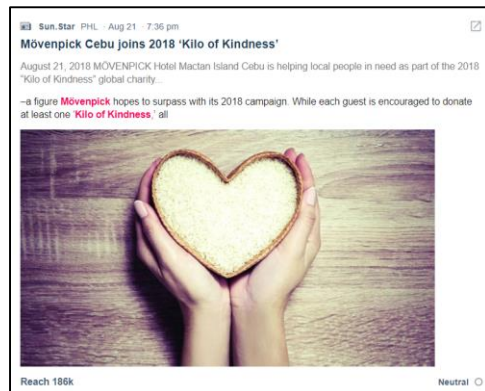 Sun.Star PHL · Aug 21 · 7:36 pm
Mövenpick Cebu joins 2018 'Kilo of Kindness'
August 21, 2018 MÖVENPICK Hotel Mactan Island Cebu is helping local people in need as part of the 2018
"Kilo of Kindness" global charity...
–a figure Mövenpick hopes to surpass with its 2018 campaign. While each guest is encouraged to donate
at least one 'Kilo of Kindness,' all
Reach 186k
Neutral